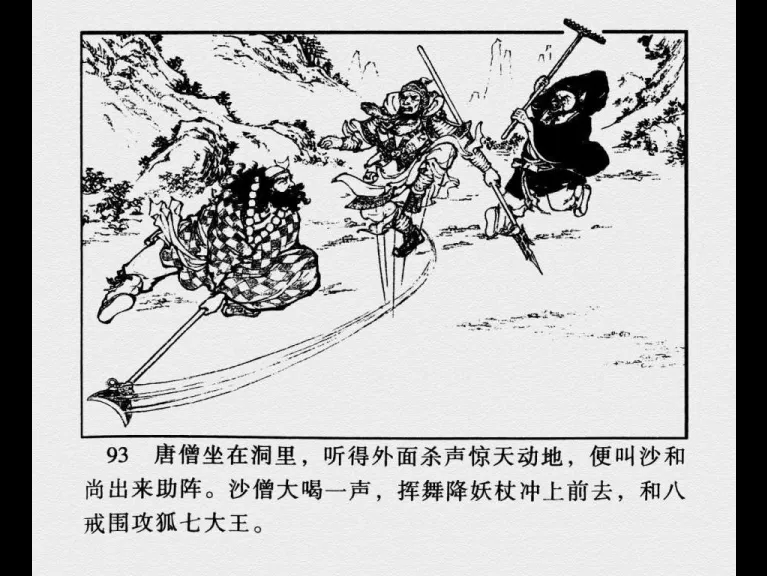 93 唐僧坐在洞里，听得外面杀声惊天动地，便叫沙和
尚出来助阵。沙僧大喝一声，挥舞降妖杖冲上前去，和八
戒围攻狐七大王。